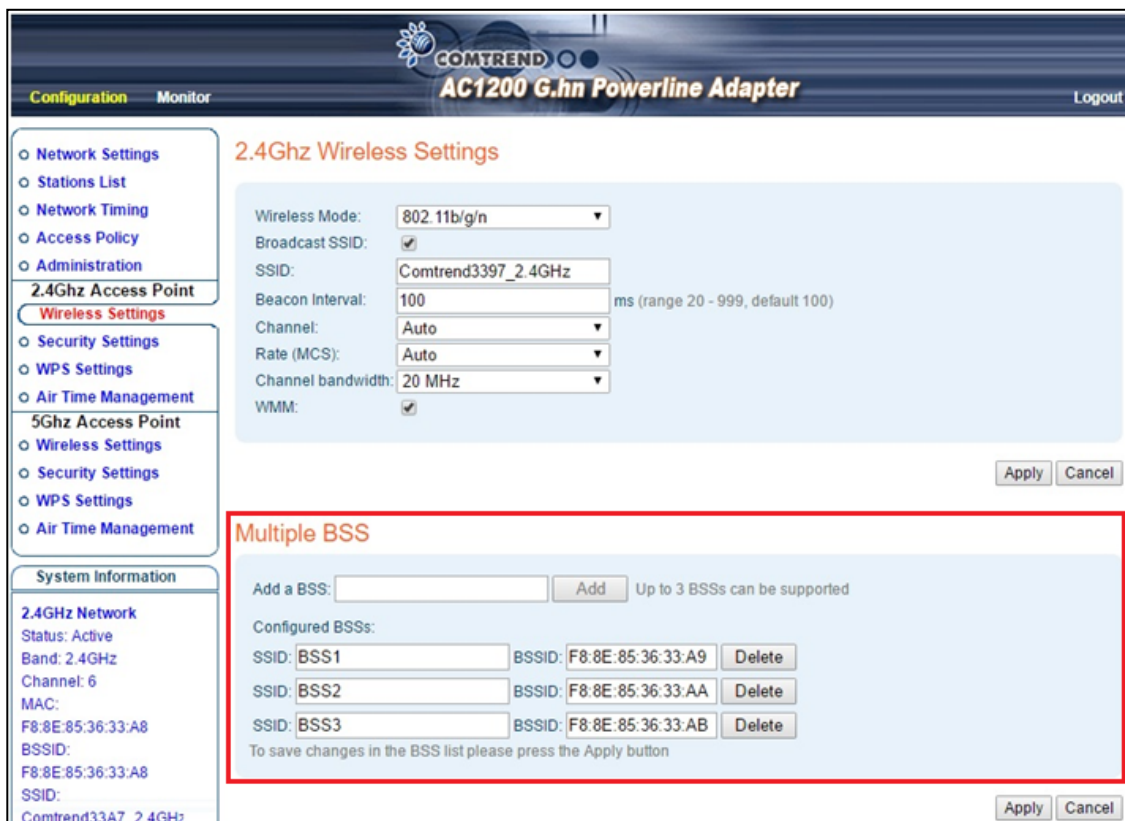 COMTREND
AC1200 G.hn Powerline Adapter
Configuration Monitor Logout
Network Settings
Stations List
Network Timing
Access Policy
Administration
2.4Ghz Access Point
Wireless Settings
Security Settings
WPS Settings
Air Time Management
5Ghz Access Point
Wireless Settings
Security Settings
WPS Settings
Air Time Management
System Information
2.4GHz Network
Status: Active
Band: 2.4GHz
Channel: 6
MAC:
F8:8E:85:36:33:A8
BSSID:
F8:8E:85:36:33:A8
SSID:
Comtrend33A7_2.4GHz
2.4Ghz Wireless Settings
Wireless Mode: 802.11b/g/n
Broadcast SSID:
SSID: Comtrend3397_2.4GHz
Beacon Interval: 100 ms (range 20 - 999, default 100)
Channel: Auto
Rate (MCS): Auto
Channel bandwidth: 20 MHz
WMM:
Apply Cancel
Multiple BSS
Add a BSS: Add Up to 3 BSSs can be supported
Configured BSSs:
SSID: BSS1 BSSID: F8:8E:85:36:33:A9 Delete
SSID: BSS2 BSSID: F8:8E:85:36:33:AA Delete
SSID: BSS3 BSSID: F8:8E:85:36:33:AB Delete
To save changes in the BSS list please press the Apply button
Apply Cancel